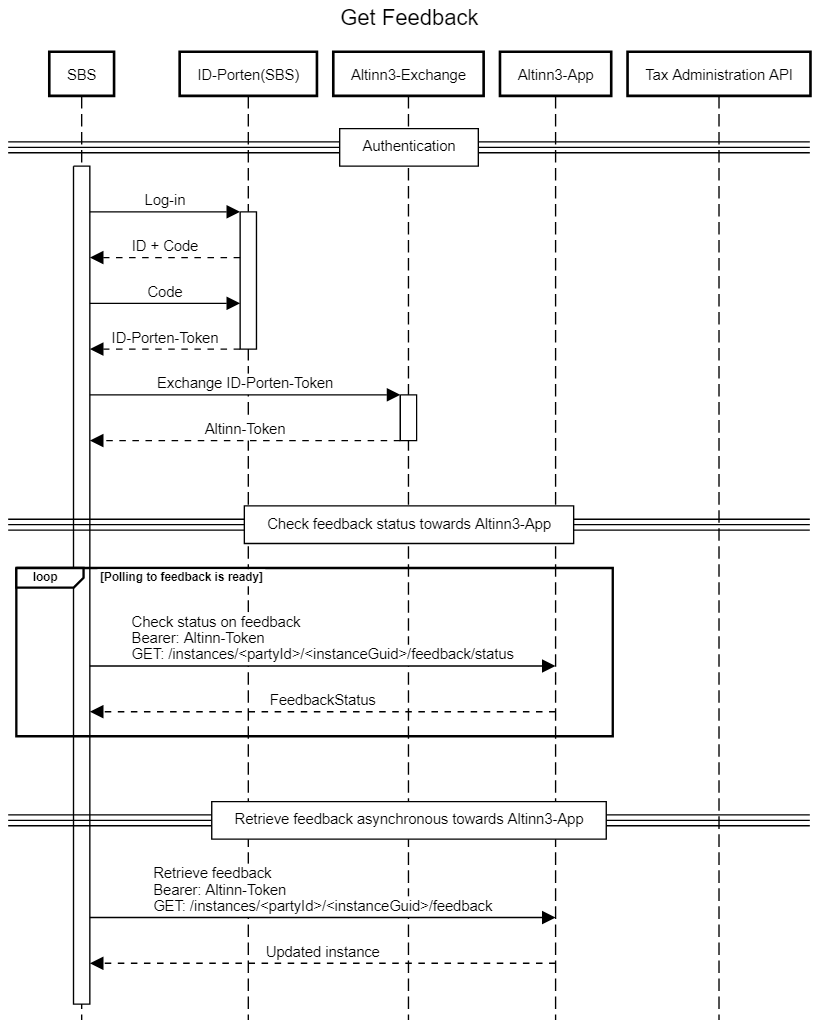 Get Feedback
SBS
ID-Porten(SBS)
Altinn3-Exchange
Altinn3-App
Tax Administration API
Authentication
Log-in
ID + Code
Code
ID-Porten-Token
Exchange ID-Porten-Token
Altinn-Token
Check feedback status towards Altinn3-App
loop
[Polling to feedback is ready]
Check status on feedback
Bearer: Altinn-Token
GET: /instances/<partyId>/<instanceGuid>/feedback/status
FeedbackStatus
Retrieve feedback asynchronous towards Altinn3-App
Retrieve feedback
Bearer: Altinn-Token
GET: /instances/<partyId>/<instanceGuid>/feedback
Updated instance